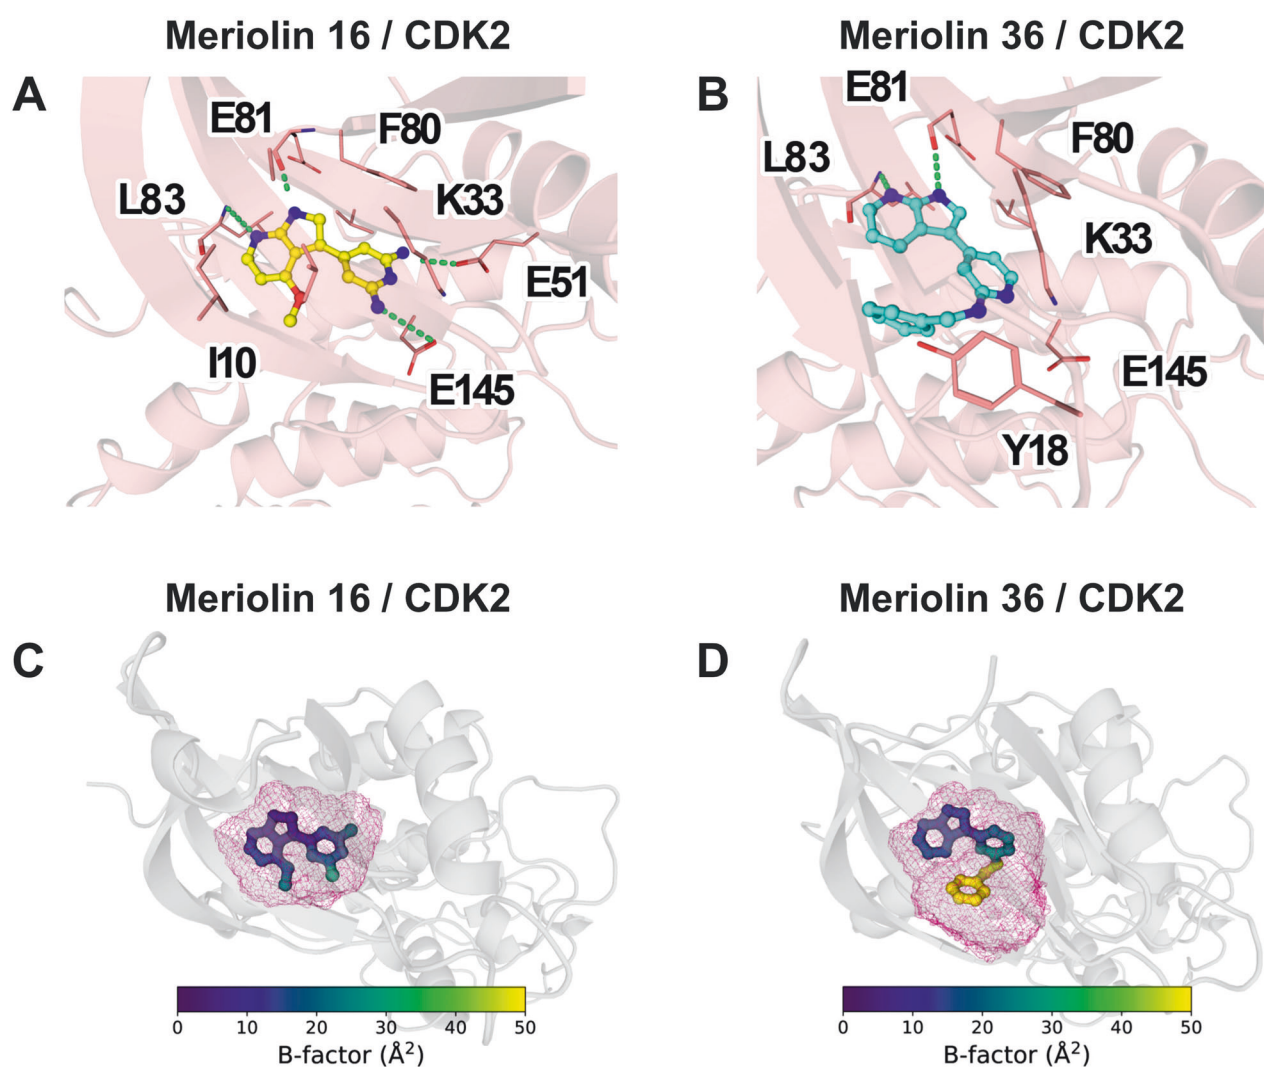 Meriolin 16 / CDK2
Meriolin 36 / CDK2
A
E81
F80
L83
K33
E51
I10
E145
B
E81
F80
L83
K33
E145
Y18
Meriolin 16 / CDK2
Meriolin 36 / CDK2
C
0 10 20 30 40 50
B-factor (Å²)
D
0 10 20 30 40 50
B-factor (Å²)